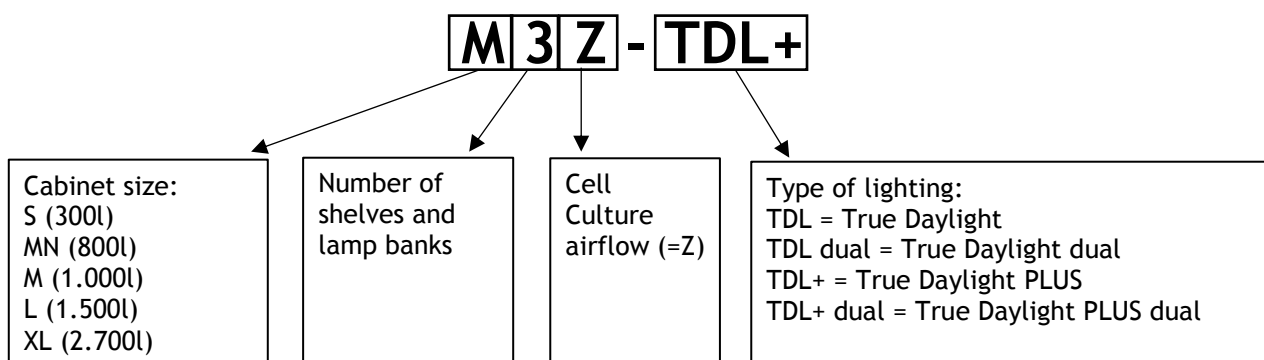 M 3 Z - TDL+
Cabinet size:
S (300l)
MN (800l)
M (1.000l)
L (1.500l)
XL (2.700l)
Number of
shelves and
lamp banks
Cell
Culture
airflow (=Z)
Type of lighting:
TDL = True Daylight
TDL dual = True Daylight dual
TDL+ = True Daylight PLUS
TDL+ dual = True Daylight PLUS dual